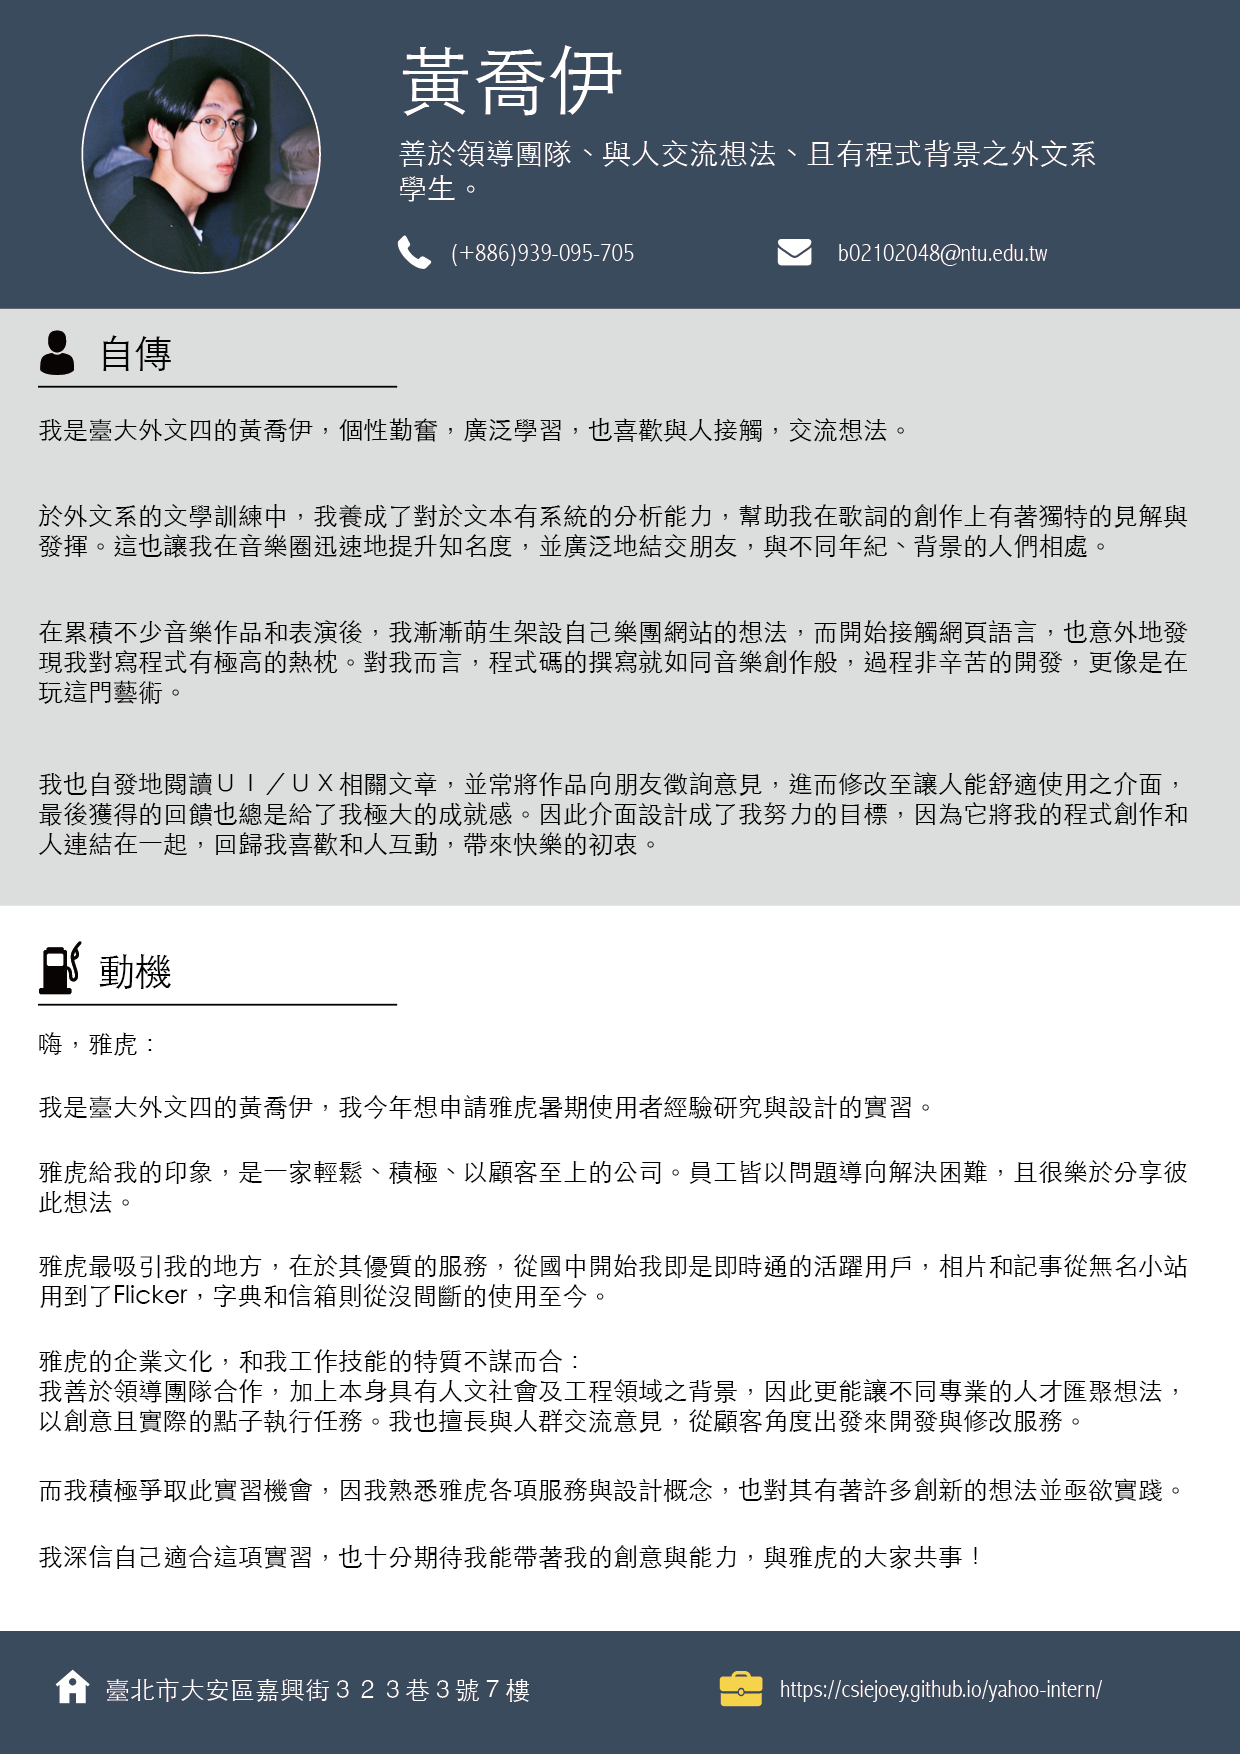 黃喬伊
善於領導團隊、與人交流想法、且有程式背景之外文系
學生。
(+886)939-095-705
b02102048@ntu.edu.tw
自傳
我是臺大外文四的黃喬伊，個性勤奮，廣泛學習，也喜歡與人接觸，交流想法。
於外文系的文學訓練中，我養成了對於文本有系統的分析能力，幫助我在歌詞的創作上有著獨特的見解與
發揮。這也讓我在音樂圈迅速地提升知名度，並廣泛地結交朋友，與不同年紀、背景的人們相處。
在累積不少音樂作品和表演後，我漸漸萌生架設自己樂團網站的想法，而開始接觸網頁語言，也意外地發
現我對寫程式有極高的熱枕。對我而言，程式碼的撰寫就如同音樂創作般，過程非辛苦的開發，更像是在
玩這門藝術。
我也自發地閱讀ＵＩ／ＵＸ相關文章，並常將作品向朋友徵詢意見，進而修改至讓人能舒適使用之介面，
最後獲得的回饋也總是給了我極大的成就感。因此介面設計成了我努力的目標，因為它將我的程式創作和
人連結在一起，回歸我喜歡和人互動，帶來快樂的初衷。
動機
嗨，雅虎：
我是臺大外文四的黃喬伊，我今年想申請雅虎暑期使用者經驗研究與設計的實習。
雅虎給我的印象，是一家輕鬆、積極、以顧客至上的公司。員工皆以問題導向解決困難，且很樂於分享彼
此想法。
雅虎最吸引我的地方，在於其優質的服務，從國中開始我即是即時通的活躍用戶，相片和記事從無名小站
用到了Flicker，字典和信箱則從沒間斷的使用至今。
雅虎的企業文化，和我工作技能的特質不謀而合：
我善於領導團隊合作，加上本身具有人文社會及工程領域之背景，因此更能讓不同專業的人才匯聚想法，
以創意且實際的點子執行任務。我也擅長與人群交流意見，從顧客角度出發來開發與修改服務。
而我積極爭取此實習機會，因我熟悉雅虎各項服務與設計概念，也對其有著許多創新的想法並亟欲實踐。
我深信自己適合這項實習，也十分期待我能帶著我的創意與能力，與雅虎的大家共事！
臺北市大安區嘉興街３２３巷３號７樓
https://csiejoey.github.io/yahoo-intern/